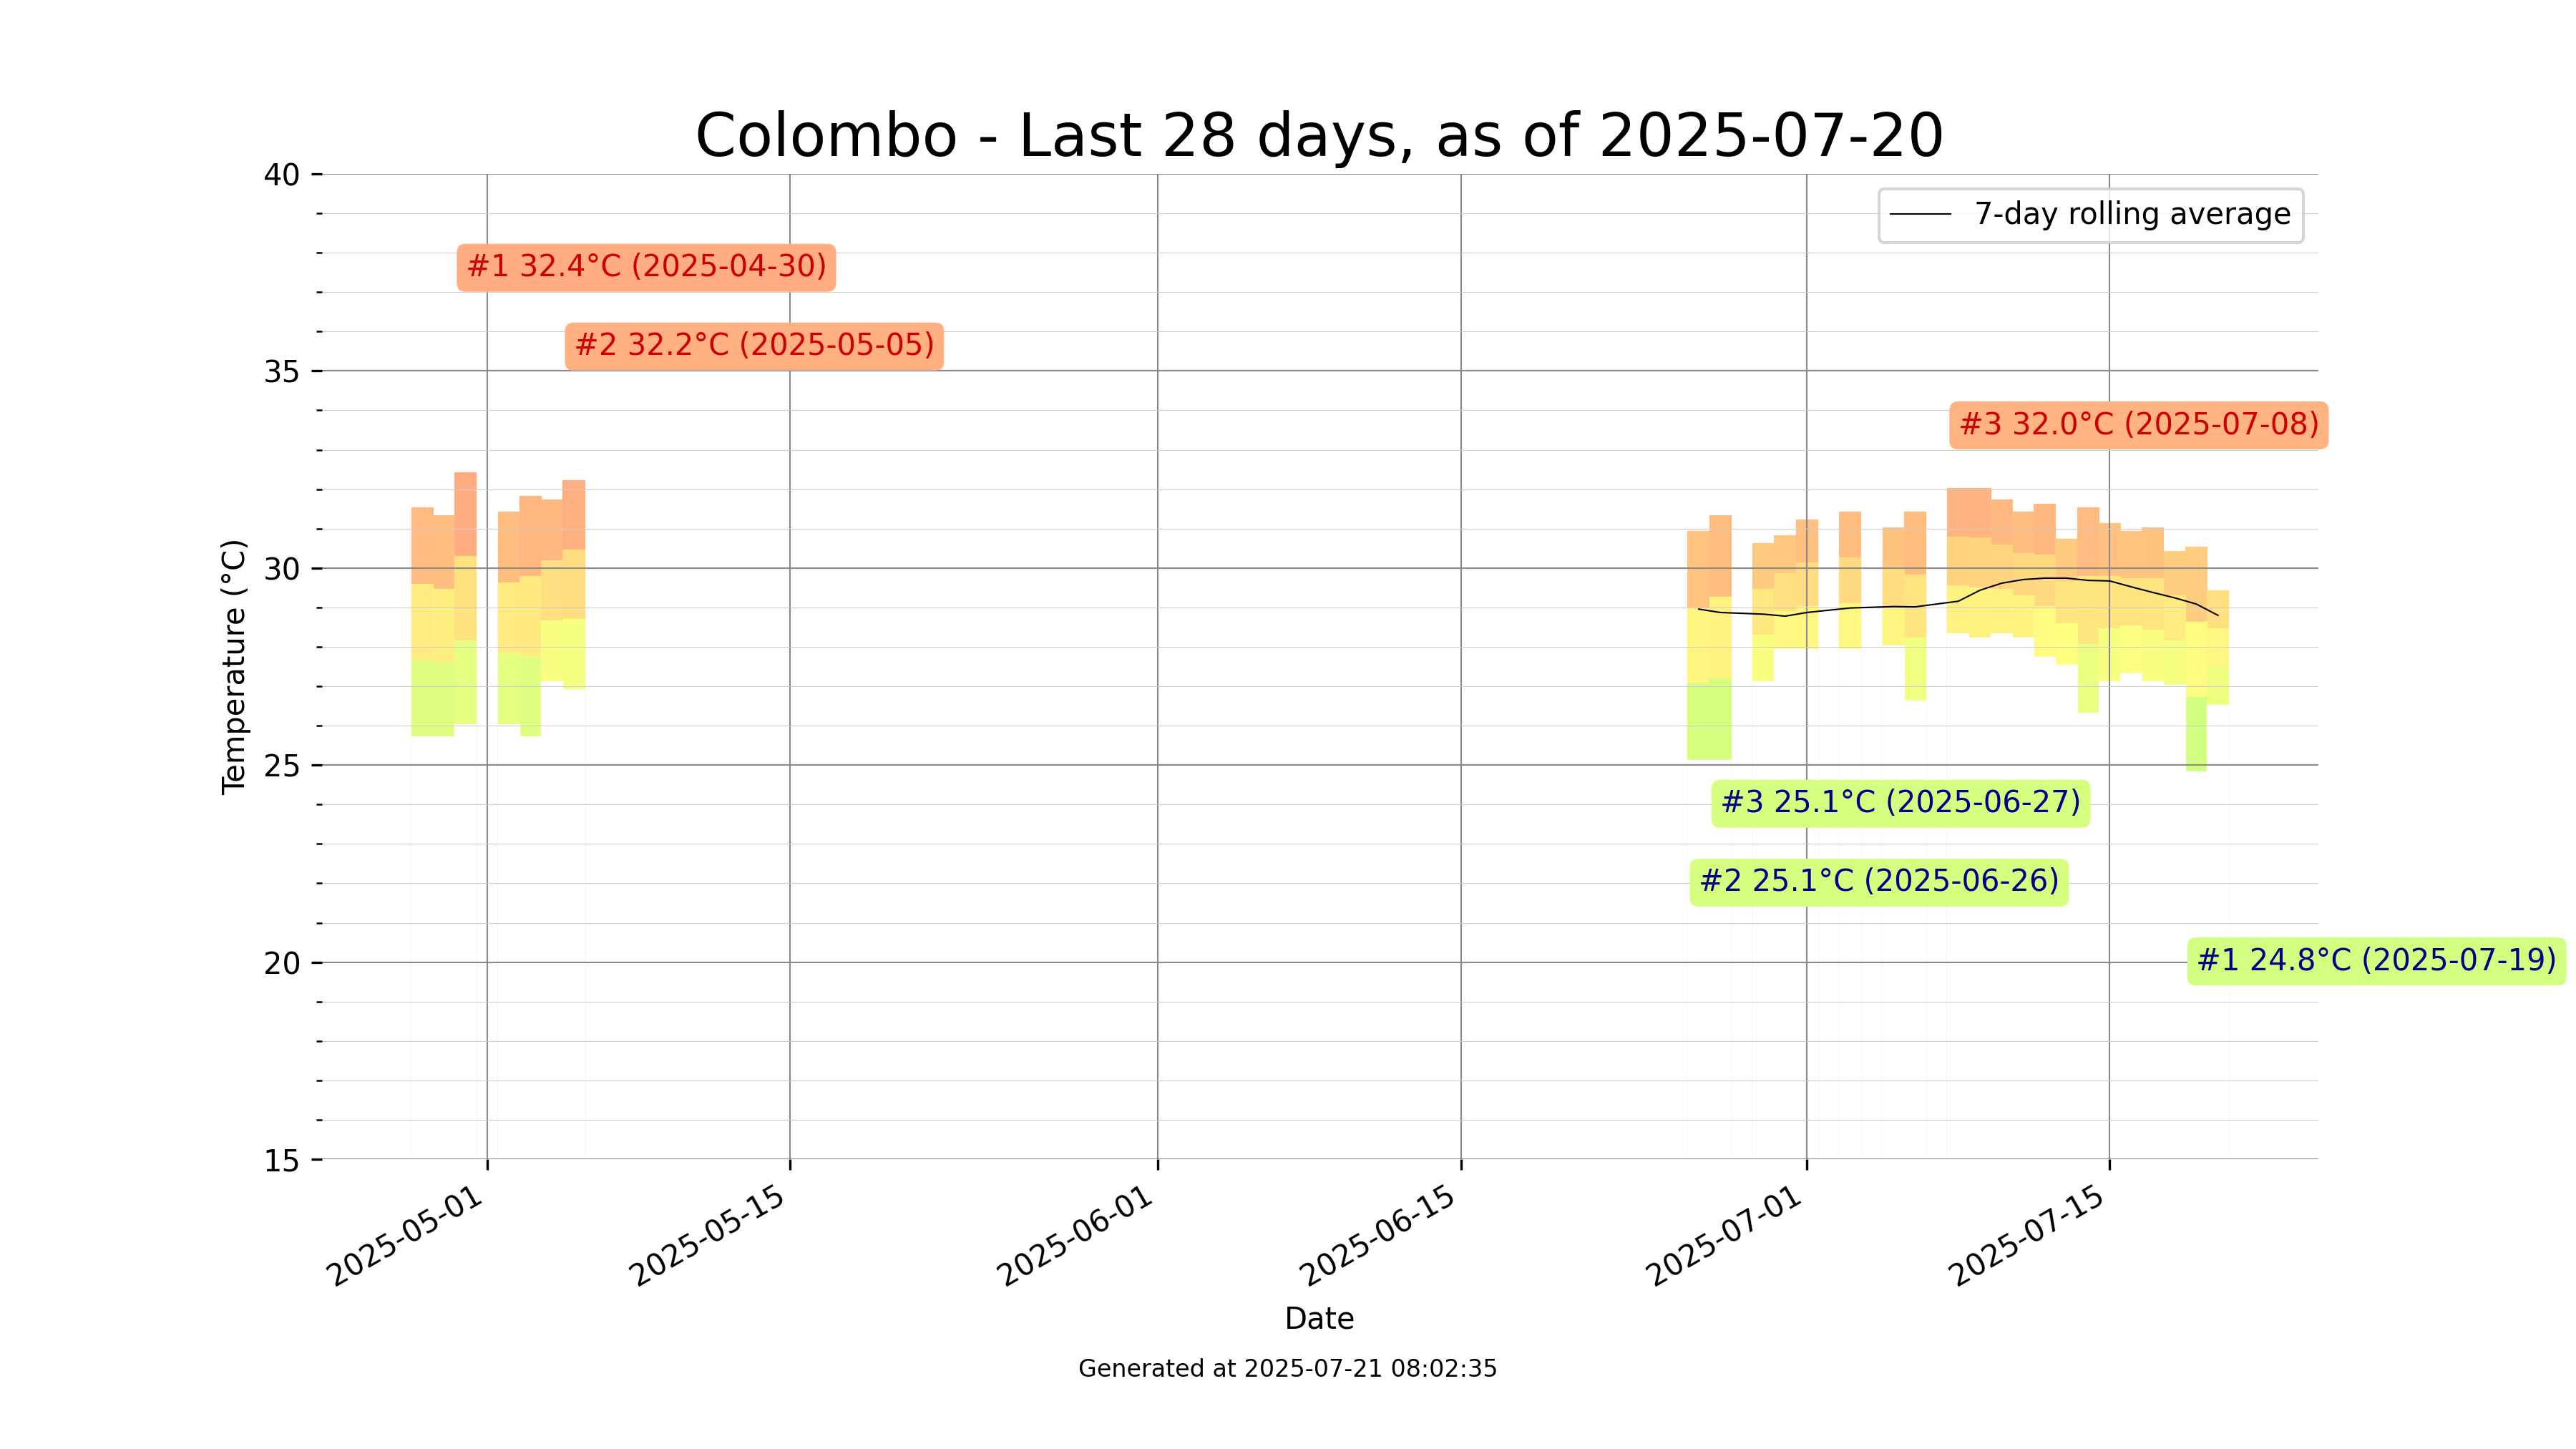 Colombo - Last 28 days, as of 2025-07-20
40
7-day rolling average
#1 32.4°C (2025-04-30)
#2 32.2°C (2025-05-05)
35
#3 32.0°C (2025-07-08)
30
Temperature (°C)
25
#3 25.1°C (2025-06-27)
#2 25.1°C (2025-06-26)
20
#1 24.8°C (2025-07-19)
15
2025-05-01
2025-05-15
2025-06-01
2025-06-15
2025-07-01
2025-07-15
Date
Generated at 2025-07-21 08:02:35